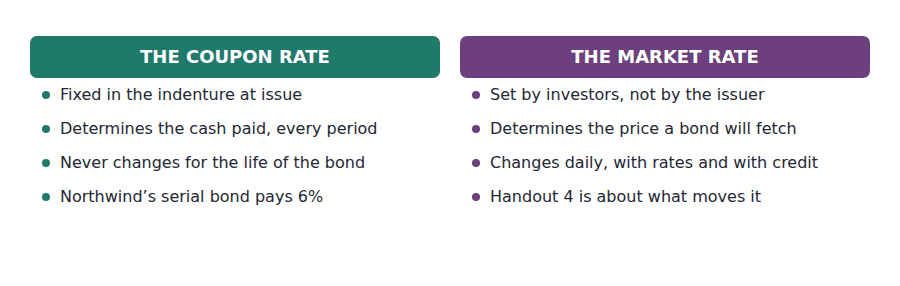 THE COUPON RATE
Fixed in the indenture at issue
Determines the cash paid, every period
Never changes for the life of the bond
Northwind’s serial bond pays 6%
THE MARKET RATE
Set by investors, not by the issuer
Determines the price a bond will fetch
Changes daily, with rates and with credit
Handout 4 is about what moves it